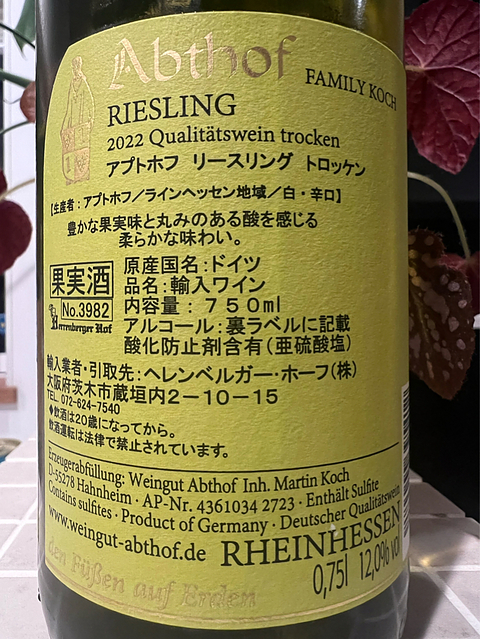 Abthof
FAMILY KOCH
RIESLING
2022 Qualitätswein trocken
アプトホフ リースリング トロッケン
【生産者：アプトホフ／ラインヘッセン地域／白・辛口】
豊かな果実味と丸みのある酸を感じる
柔らかな味わい。
果実酒
No.3982
Herrenberger Hof
原産国名：ドイツ
品名：輸入ワイン
内容量：７５０ml
アルコール：裏ラベルに記載
酸化防止剤含有(亜硫酸塩)
輸入業者・引取先：ヘレンベルガー・ホーフ(株)
大阪府茨木市蔵垣内2－10－15
TEL 072-624-7540
◆飲酒は20歳になってから。
飲酒運転は法律で禁止されています。
Erzeugerabfüllung: Weingut Abthof Inh. Martin Koch
D-55278 Hahnheim · AP-Nr. 4361034 2723 · Enthält Sulfite
Contains sulfites · Product of Germany · Deutscher Qualitätswein
www.weingut-abthof.de
RHEINHESSEN
0,75l 12,0% vol
den Füßen auf Erden